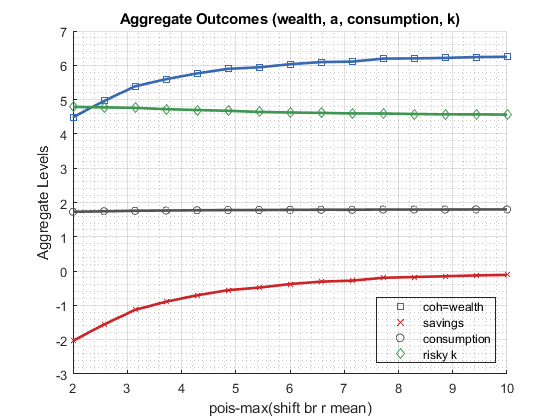 Aggregate Outcomes (wealth, a, consumption, k)
7
6
5
4
3
2
1
0
-1
-2
-3
Aggregate Levels
coh=wealth
savings
consumption
risky k
2
3
4
5
6
7
8
9
10
pois-max(shift br r mean)